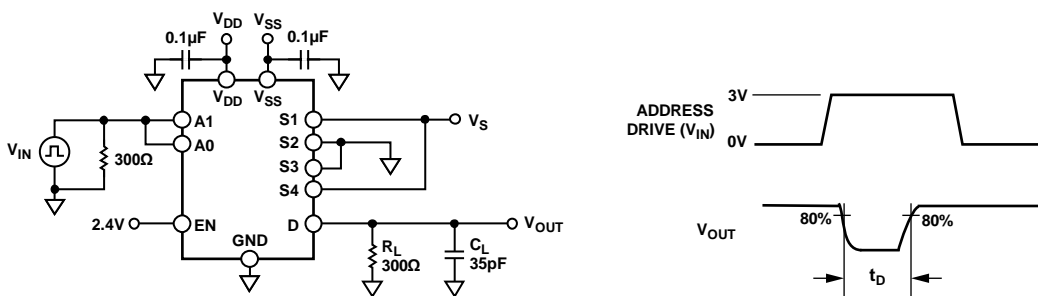 VDD
VSS
0.1µF
0.1µF
VDD
VSS
A1
S1
VS
A0
S2
VIN
300Ω
S3
S4
2.4V
EN
D
VOUT
GND
RL
300Ω
CL
35pF
3V
ADDRESS
DRIVE (VIN)
0V
80%
80%
VOUT
tD